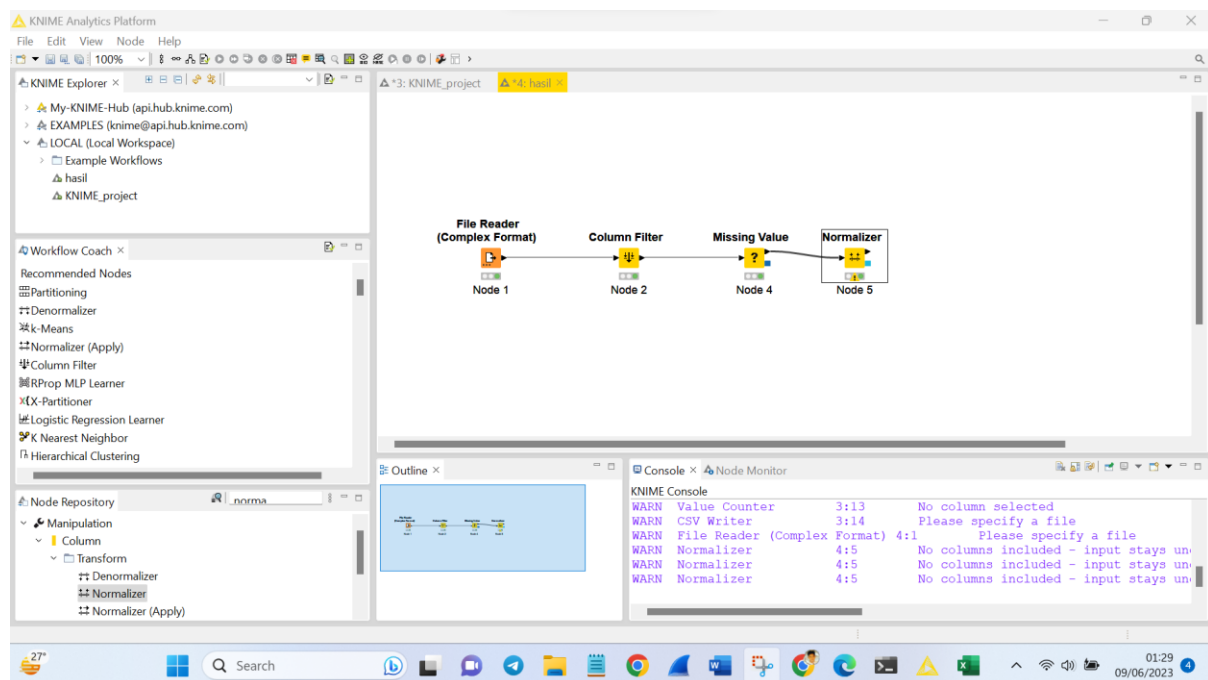 KNIME Analytics Platform
File Edit View Node Help
100%
KNIME Explorer
My-KNIME-Hub (api.hub.knime.com)
EXAMPLES (knime@api.hub.knime.com)
LOCAL (Local Workspace)
Example Workflows
hasil
KNIME_project
Workflow Coach
Recommended Nodes
Partitioning
Denormalizer
k-Means
Normalizer (Apply)
Column Filter
RProp MLP Learner
X-Partitioner
Logistic Regression Learner
K Nearest Neighbor
Hierarchical Clustering
Node Repository
norma
Manipulation
Column
Transform
Denormalizer
Normalizer
Normalizer (Apply)
*3: KNIME_project
*4: hasil
File Reader
(Complex Format)
Node 1
Column Filter
Node 2
Missing Value
Node 4
Normalizer
Node 5
Outline
Console
Node Monitor
KNIME Console
WARN Value Counter 3:13 No column selected
WARN CSV Writer 3:14 Please specify a file
WARN File Reader (Complex Format) 4:1 Please specify a file
WARN Normalizer 4:5 No columns included - input stays un
WARN Normalizer 4:5 No columns included - input stays un
WARN Normalizer 4:5 No columns included - input stays un
27°
Search
01:29
09/06/2023
4